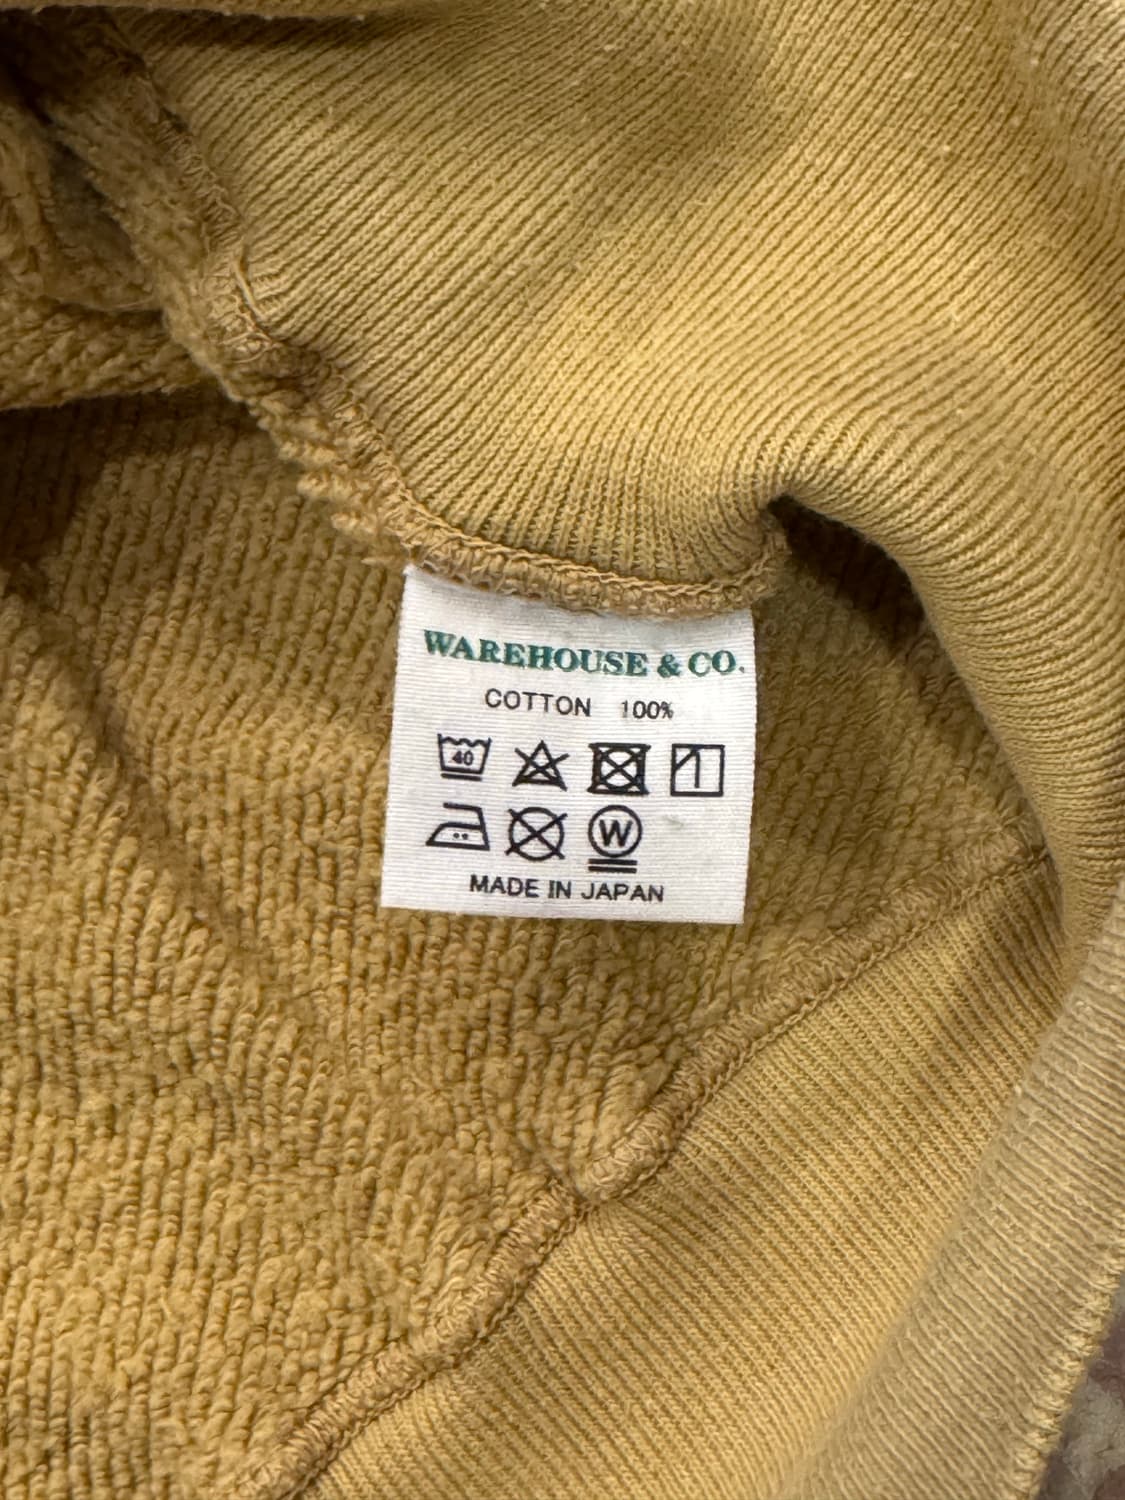 WAREHOUSE & CO.
COTTON 100%
40
W
MADE IN JAPAN